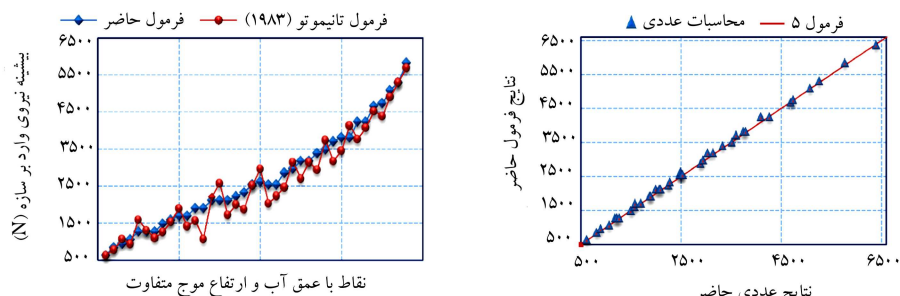 فرمول حاضر
فرمول تانیموتو (۱۹۸۳)
بیشینه نیروی وارد بر سازه (N)
۶۵۰۰
۵۵۰۰
۴۵۰۰
۳۵۰۰
۲۵۰۰
۱۵۰۰
۵۰۰
نقاط با عمق آب و ارتفاع موج متفاوت
محاسبات عددی
فرمول ۵
نتایج فرمول حاضر
۶۵۰۰
۵۵۰۰
۴۵۰۰
۳۵۰۰
۲۵۰۰
۱۵۰۰
۵۰۰
۵۰۰ ۲۵۰۰ ۴۵۰۰ ۶۵۰۰
نتایج عددی حاضر